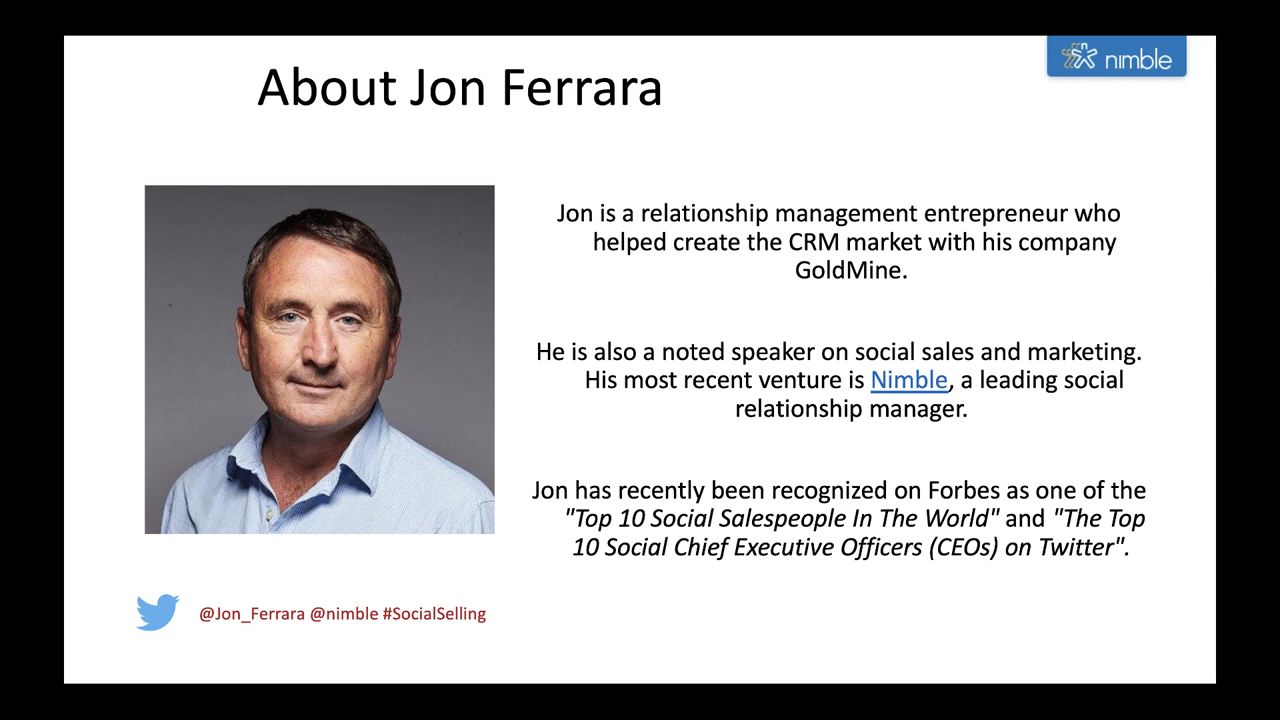 nimble
About Jon Ferrara
Jon is a relationship management entrepreneur who
helped create the CRM market with his company
GoldMine.
He is also a noted speaker on social sales and marketing.
His most recent venture is Nimble, a leading social
relationship manager.
Jon has recently been recognized on Forbes as one of the
"Top 10 Social Salespeople In The World" and "The Top
10 Social Chief Executive Officers (CEOs) on Twitter".
@Jon_Ferrara @nimble #SocialSelling